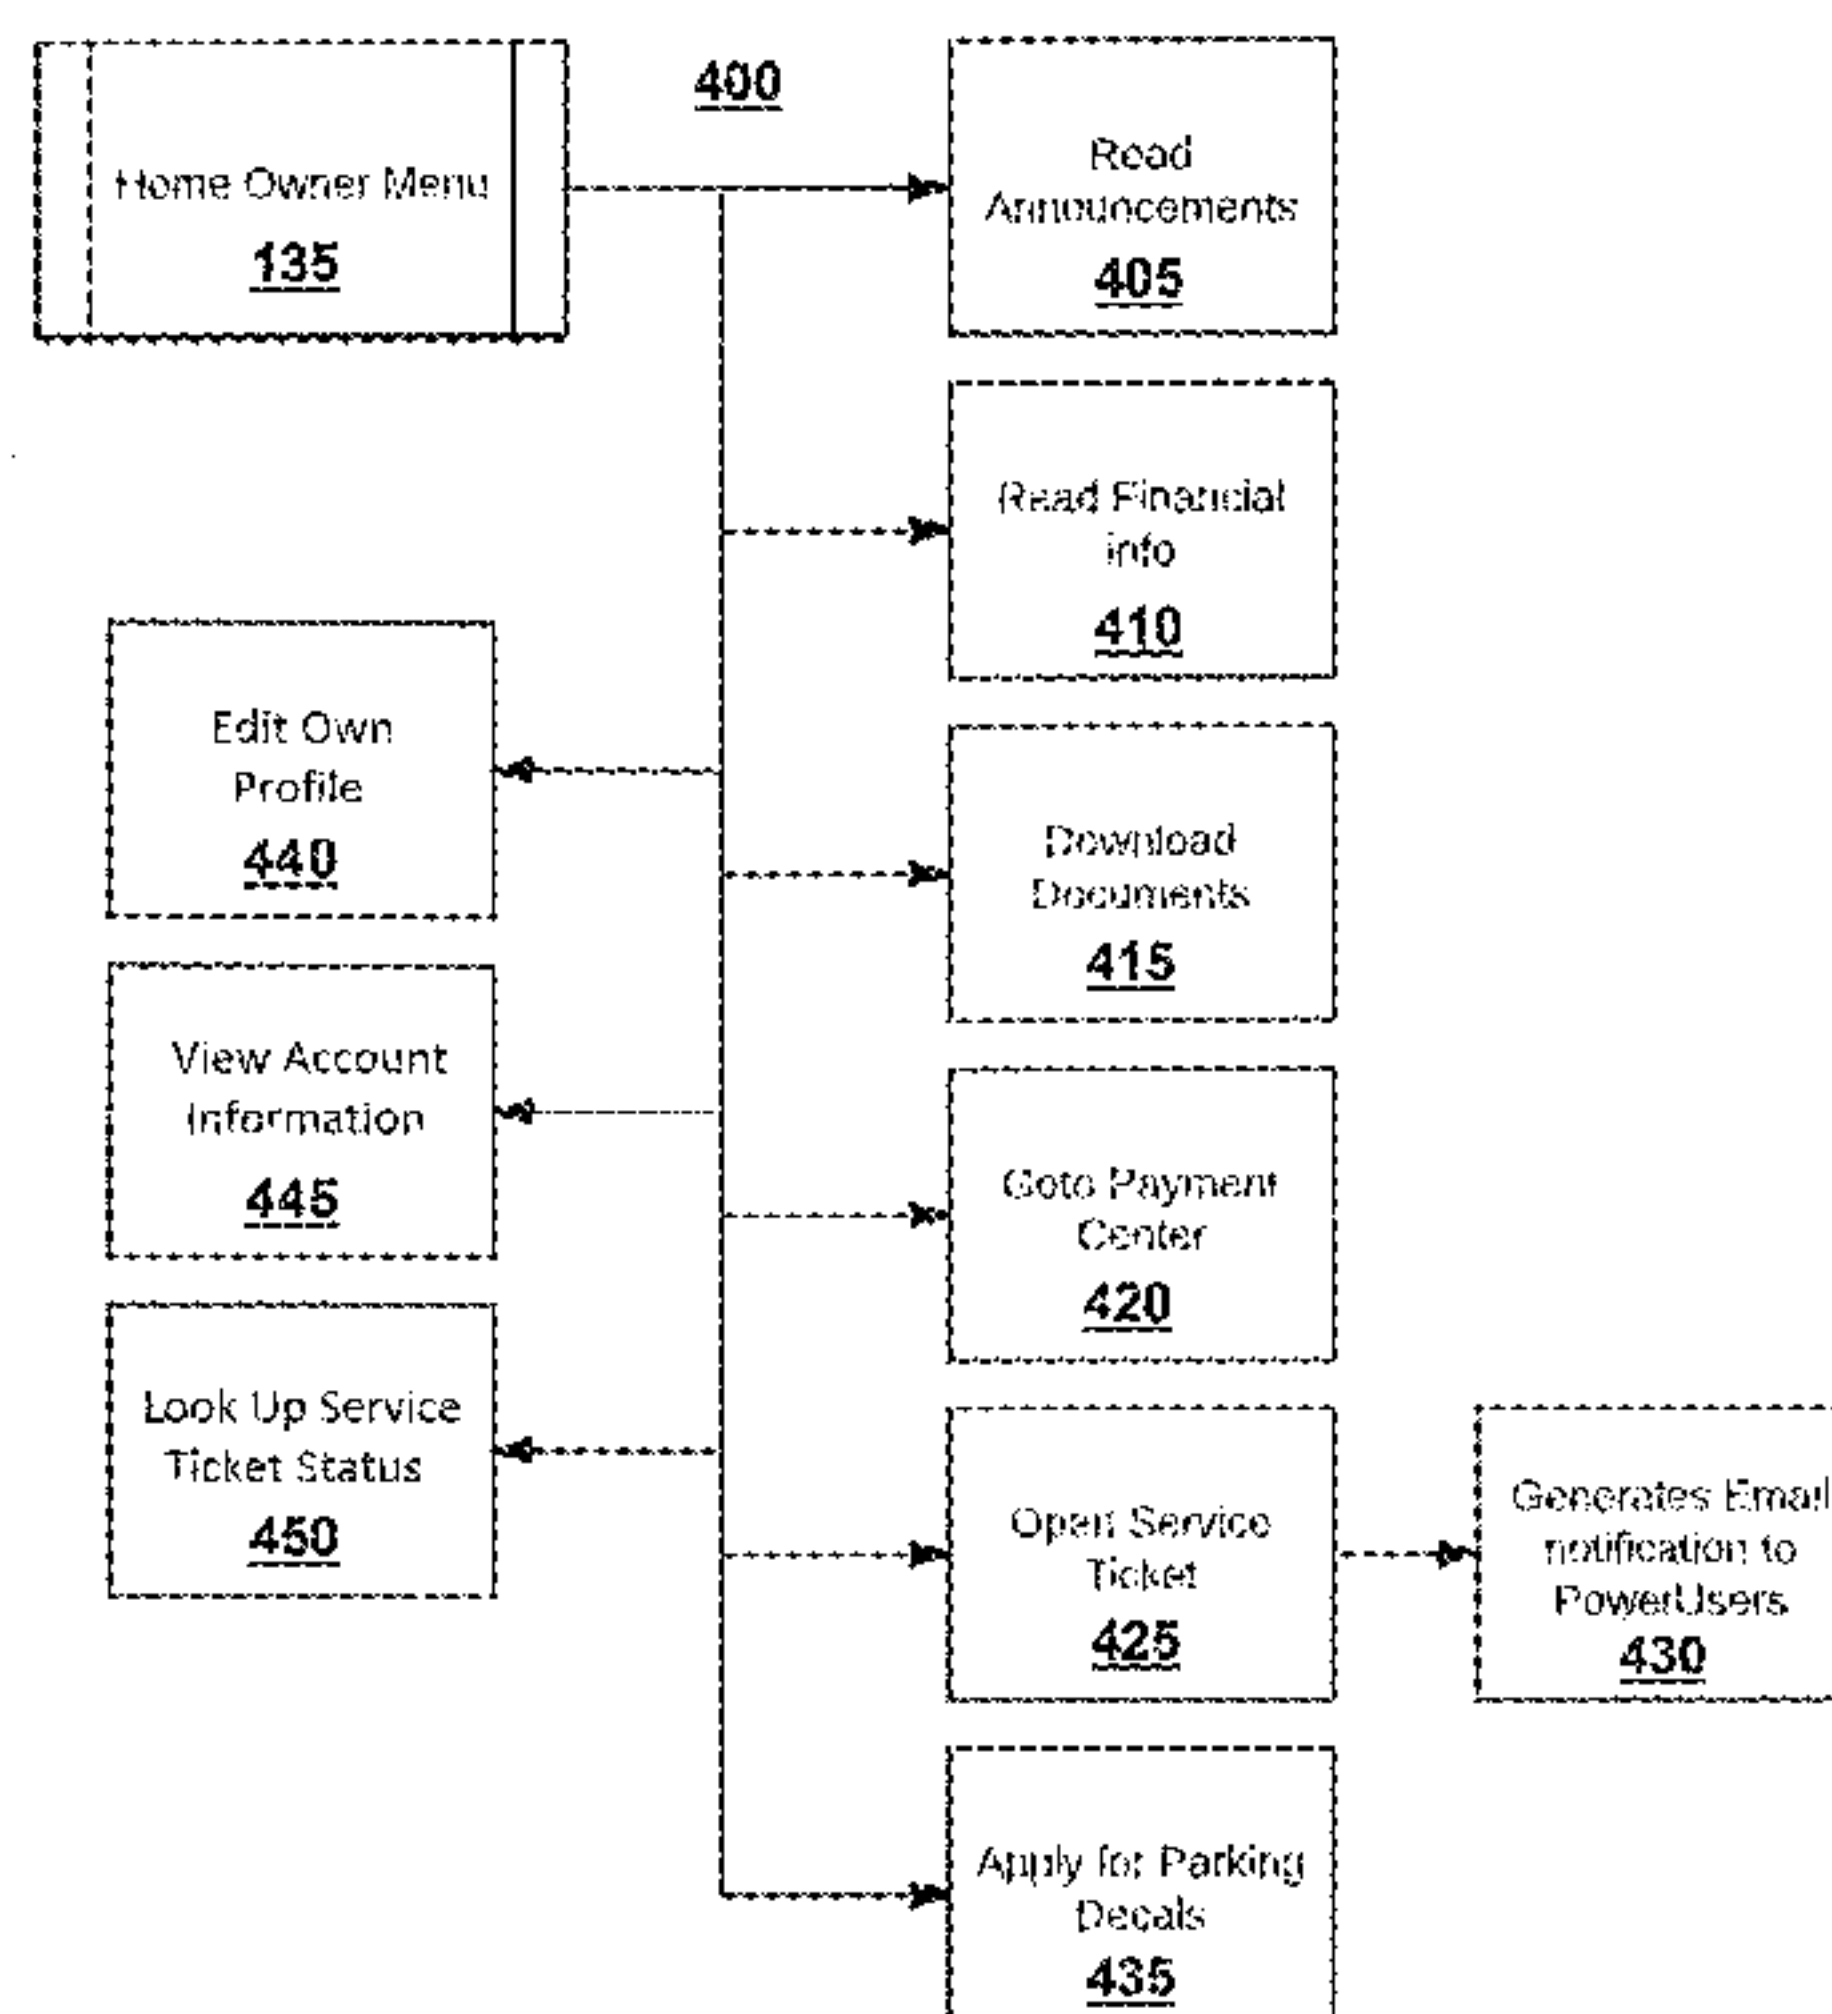 400
Home Owner Menu
135
Read
Announcements
405
Read Financial
info
410
Edit Own
Profile
440
Download
Documents
415
View Account
Information
445
Goto Payment
Center
420
Look Up Service
Ticket Status
450
Open Service
Ticket
425
Generates Email
notification to
PowerUsers
430
Apply for Parking
Decals
435